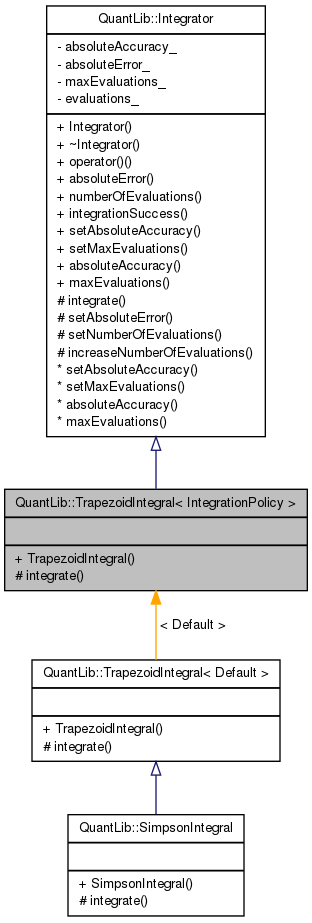 QuantLib::Integrator
- absoluteAccuracy_
- absoluteError_
- maxEvaluations_
- evaluations_
+ Integrator()
+ ~Integrator()
+ operator()()
+ absoluteError()
+ numberOfEvaluations()
+ integrationSuccess()
+ setAbsoluteAccuracy()
+ setMaxEvaluations()
+ absoluteAccuracy()
+ maxEvaluations()
# integrate()
# setAbsoluteError()
# setNumberOfEvaluations()
# increaseNumberOfEvaluations()
* setAbsoluteAccuracy()
* setMaxEvaluations()
* absoluteAccuracy()
* maxEvaluations()
QuantLib::TrapezoidIntegral< IntegrationPolicy >
+ TrapezoidIntegral()
# integrate()
< Default >
QuantLib::TrapezoidIntegral< Default >
+ TrapezoidIntegral()
# integrate()
QuantLib::SimpsonIntegral
+ SimpsonIntegral()
# integrate()